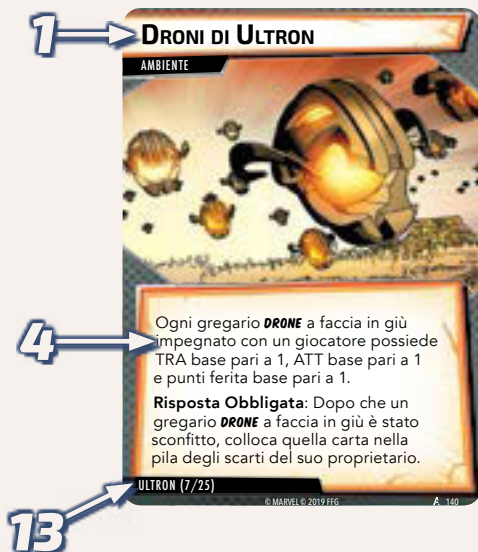 1
DRONI DI ULTRON
AMBIENTE
4
Ogni gregario DRONE a faccia in giù
impegnato con un giocatore possiede
TRA base pari a 1, ATT base pari a 1
e punti ferita base pari a 1.
Risposta Obbligata: Dopo che un
gregario DRONE a faccia in giù è stato
sconfitto, colloca quella carta nella
pila degli scarti del suo proprietario.
13
ULTRON (7/25)
© MARVEL © 2019 FFG
140